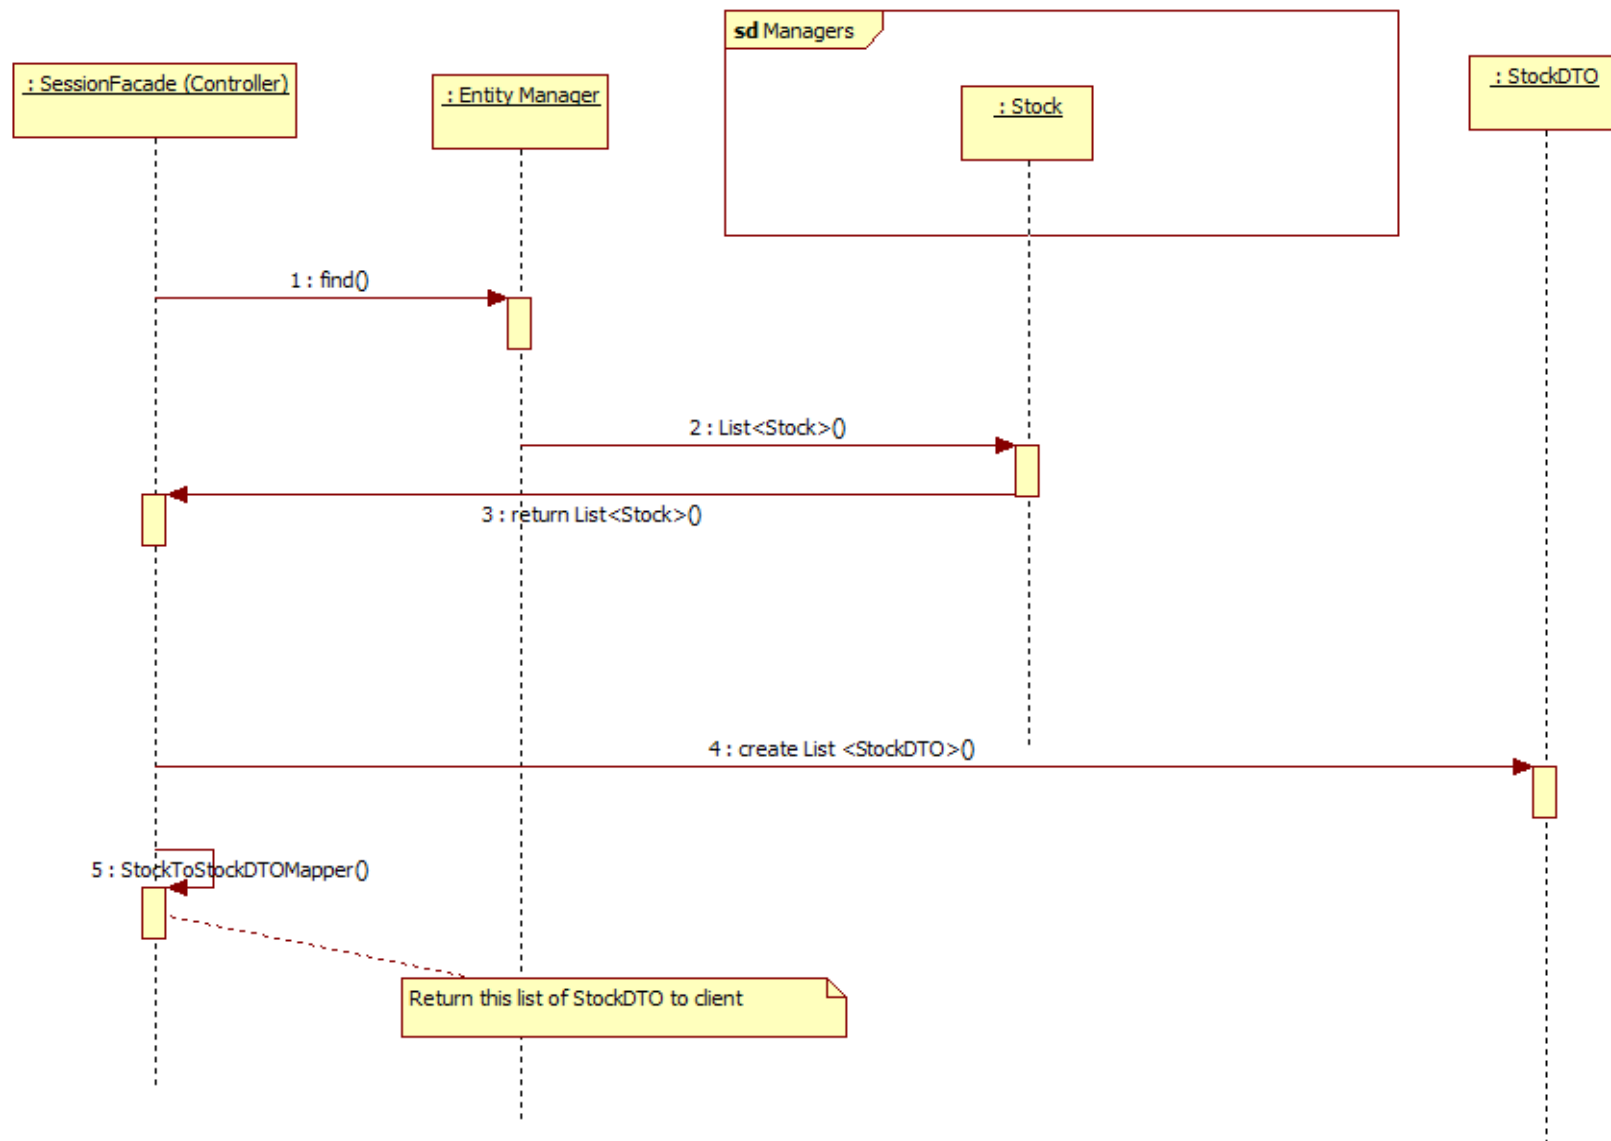 sd Managers
: SessionFacade (Controller)
: Entity Manager
: Stock
: StockDTO
1 : find()
2 : List<Stock>()
3 : return List<Stock>()
4 : create List <StockDTO>()
5 : StockToStockDTOMapper()
Return this list of StockDTO to client